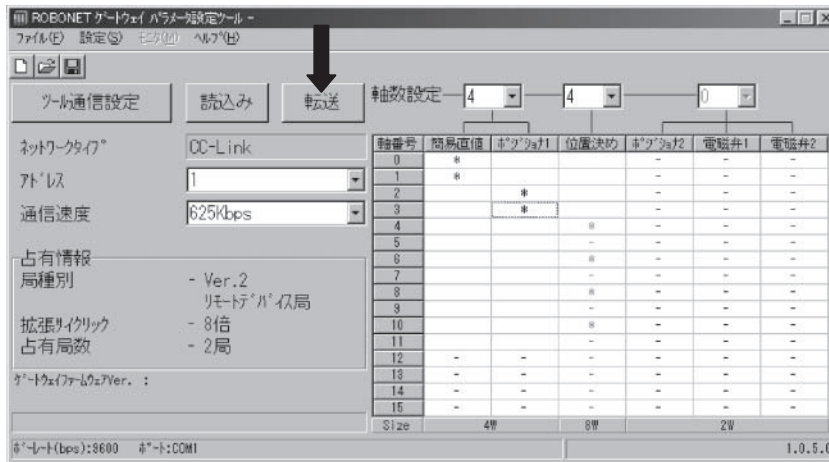 ROBONET ｹﾞｰﾄｳｪｲ ﾊﾟﾗﾒｰﾀ設定ﾂｰﾙ -
ﾌｧｲﾙ(F) 設定(S) ﾓﾆﾀ(M) ﾍﾙﾌﾟ(H)
ﾂｰﾙ通信設定 読込み 転送 軸数設定 4 4 0
ﾈｯﾄﾜｰｸﾀｲﾌﾟ CC-Link
ｱﾄﾞﾚｽ 1
通信速度 625Kbps
占有情報
局種別 - Ver.2
ﾘﾓｰﾄﾃﾞﾊﾞｲｽ局
拡張ｻｲｸﾘｯｸ - 8倍
占有局数 - 2局
ｹﾞｰﾄｳｪｲﾌｧｰﾑｳｪｱVer. :
軸番号 簡易直値 ﾎﾟｼﾞｼｮﾅ1 位置決め ﾎﾟｼﾞｼｮﾅ2 電磁弁1 電磁弁2
0 * - - -
1 * - - -
2 * - - -
3 * - - -
4 * - - -
5 - - - -
6 * - - -
7 - - - -
8 * - - -
9 - - - -
10 * - - -
11 - - - -
12 - - - - - -
13 - - - - - -
14 - - - - - -
15 - - - - - -
Size 4W 8W 2W
ﾎﾞｰﾚｰﾄ(bps):9600 ﾎﾟｰﾄ:COM1 1.0.5.0